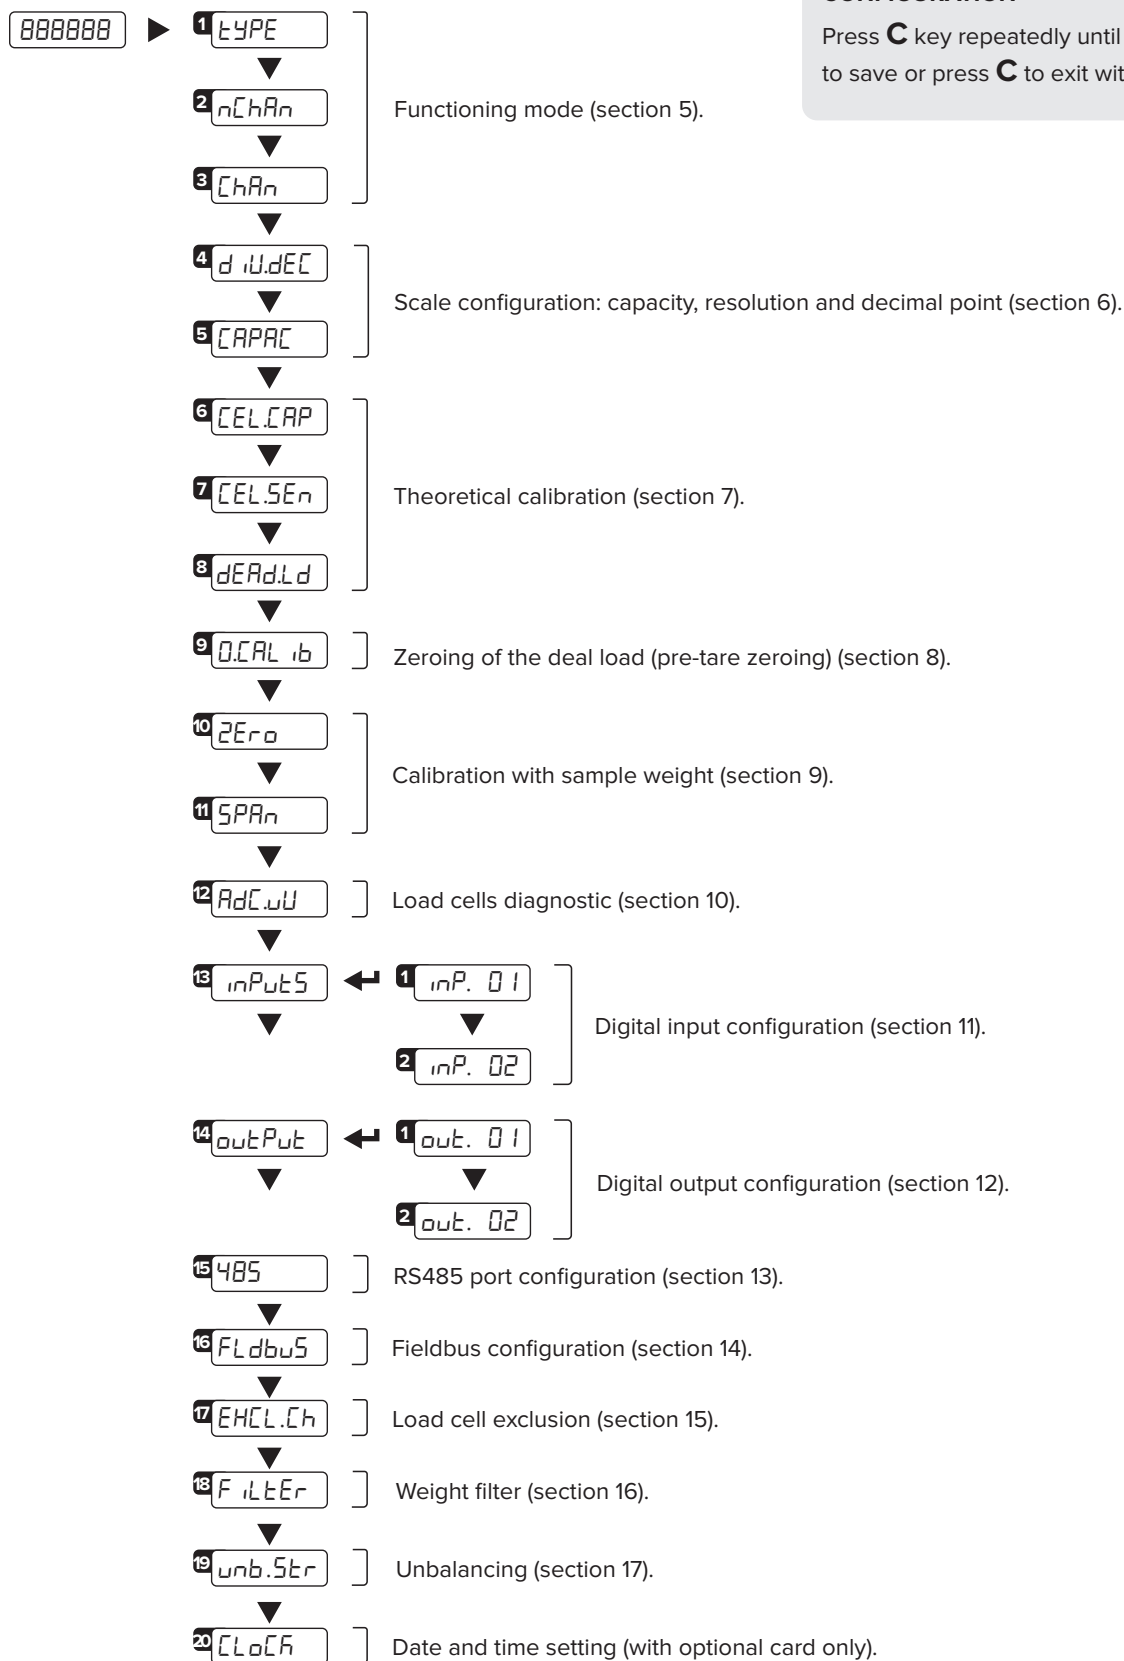 888888
1 tYPE
2 nChAn
3 ChAn
Functioning mode (section 5).
Press C key repeatedly until
to save or press C to exit wit
4 diU.dEC
5 CAPAC
Scale configuration: capacity, resolution and decimal point (section 6).
6 CEL.CAP
7 CEL.SEn
8 dEAd.Ld
Theoretical calibration (section 7).
9 0.CALib
Zeroing of the deal load (pre-tare zeroing) (section 8).
10 2Ero
11 SPAn
Calibration with sample weight (section 9).
12 AdC.uU
Load cells diagnostic (section 10).
13 inPutS
1 inP. 01
2 inP. 02
Digital input configuration (section 11).
14 outPut
1 out. 01
2 out. 02
Digital output configuration (section 12).
15 485
RS485 port configuration (section 13).
16 FLdbuS
Fieldbus configuration (section 14).
17 EHCL.Ch
Load cell exclusion (section 15).
18 FiLtEr
Weight filter (section 16).
19 unb.Str
Unbalancing (section 17).
20 CLoCK
Date and time setting (with optional card only).